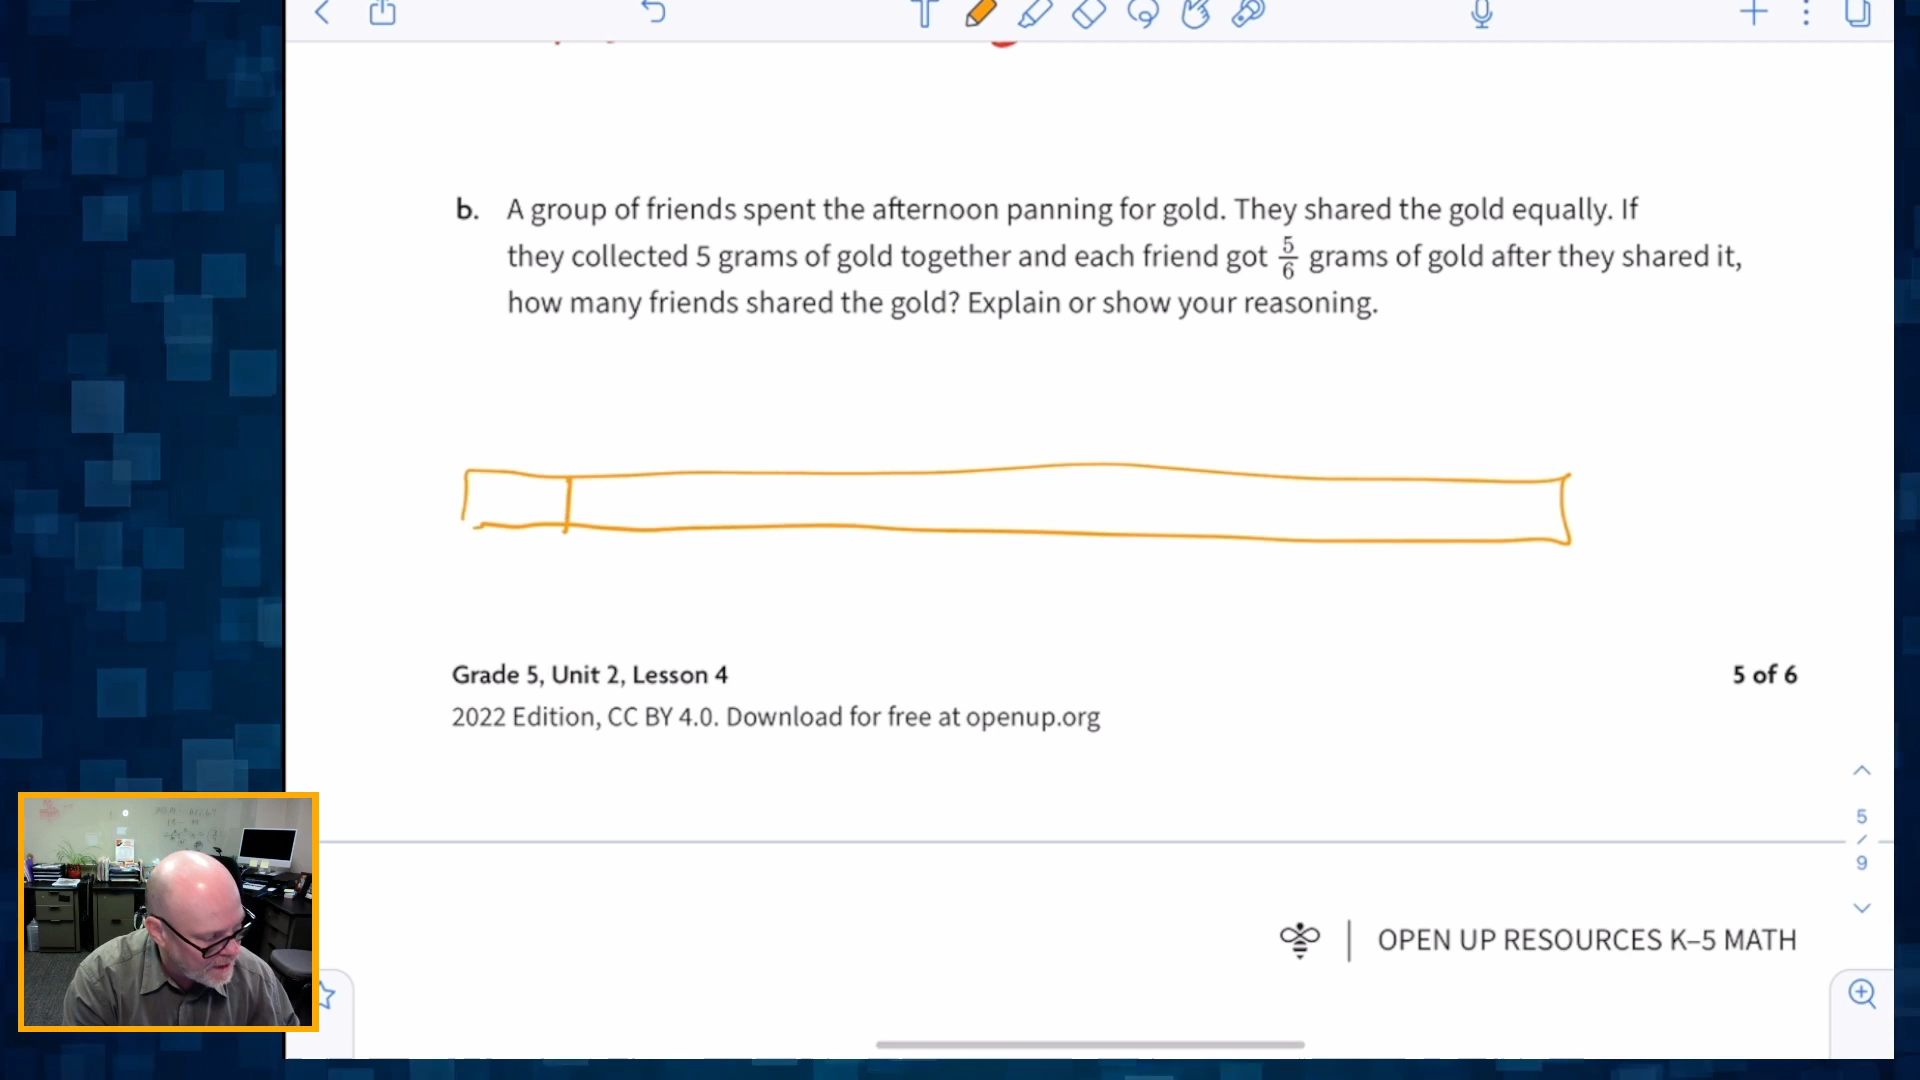 b. A group of friends spent the afternoon panning for gold. They shared the gold equally. If
they collected 5 grams of gold together and each friend got 5/6 grams of gold after they shared it,
how many friends shared the gold? Explain or show your reasoning.
Grade 5, Unit 2, Lesson 4
5 of 6
2022 Edition, CC BY 4.0. Download for free at openup.org
5
/
9
OPEN UP RESOURCES K–5 MATH